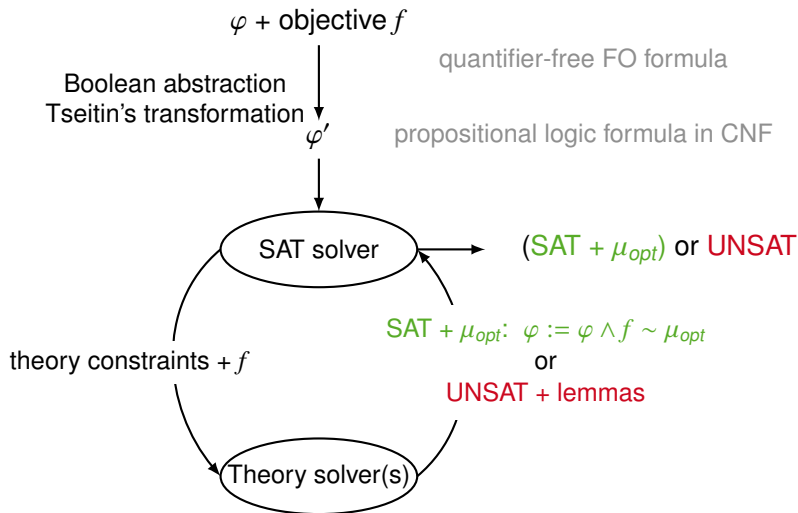 φ + objective f
quantifier-free FO formula
Boolean abstraction
Tseitin's transformation
φ'
propositional logic formula in CNF
SAT solver
(SAT + μopt) or UNSAT
SAT + μopt: φ := φ ∧ f ∼ μopt
theory constraints + f
or
UNSAT + lemmas
Theory solver(s)